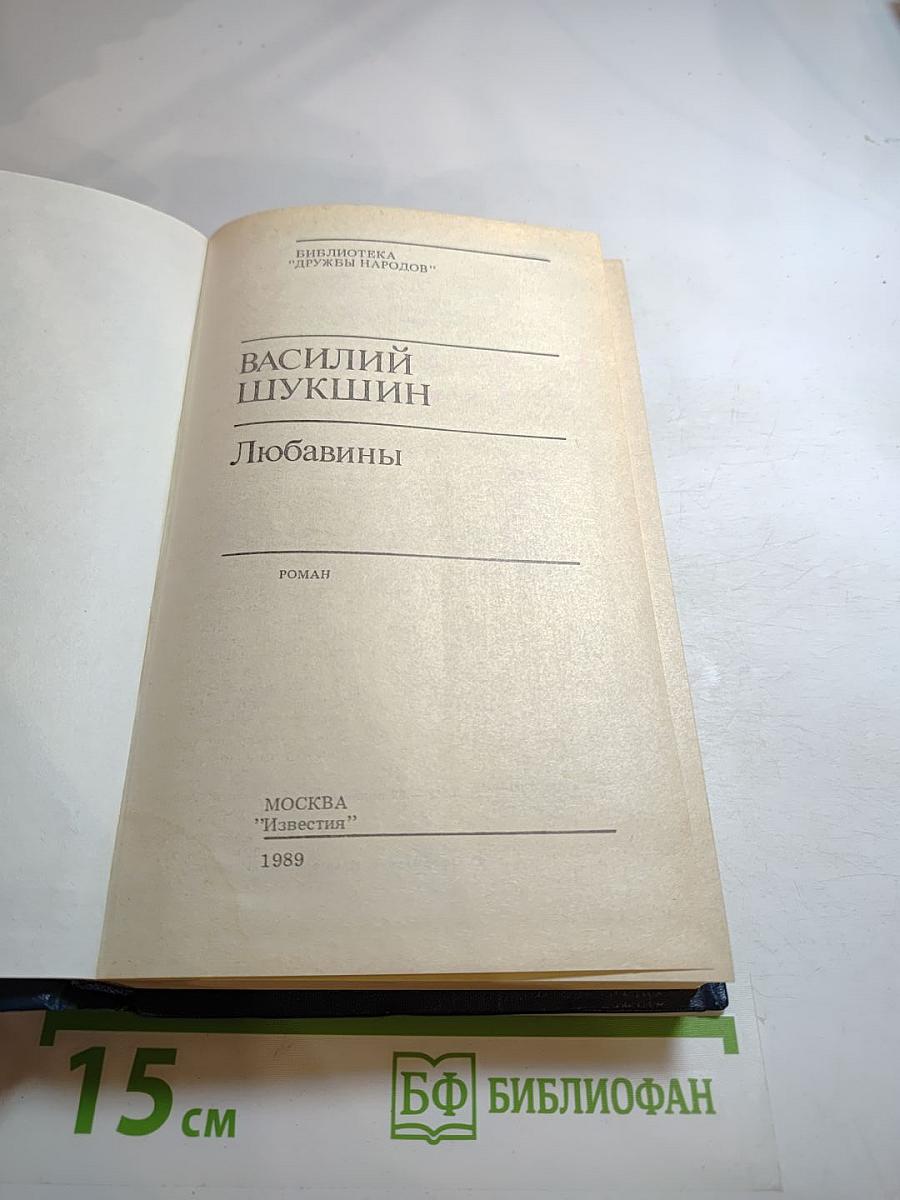 БИБЛИОТЕКА
"ДРУЖБЫ НАРОДОВ"
ВАСИЛИЙ
ШУКШИН
Любавины
РОМАН
МОСКВА
"Известия"
1989
15 см
БФ БИБЛИОФАН